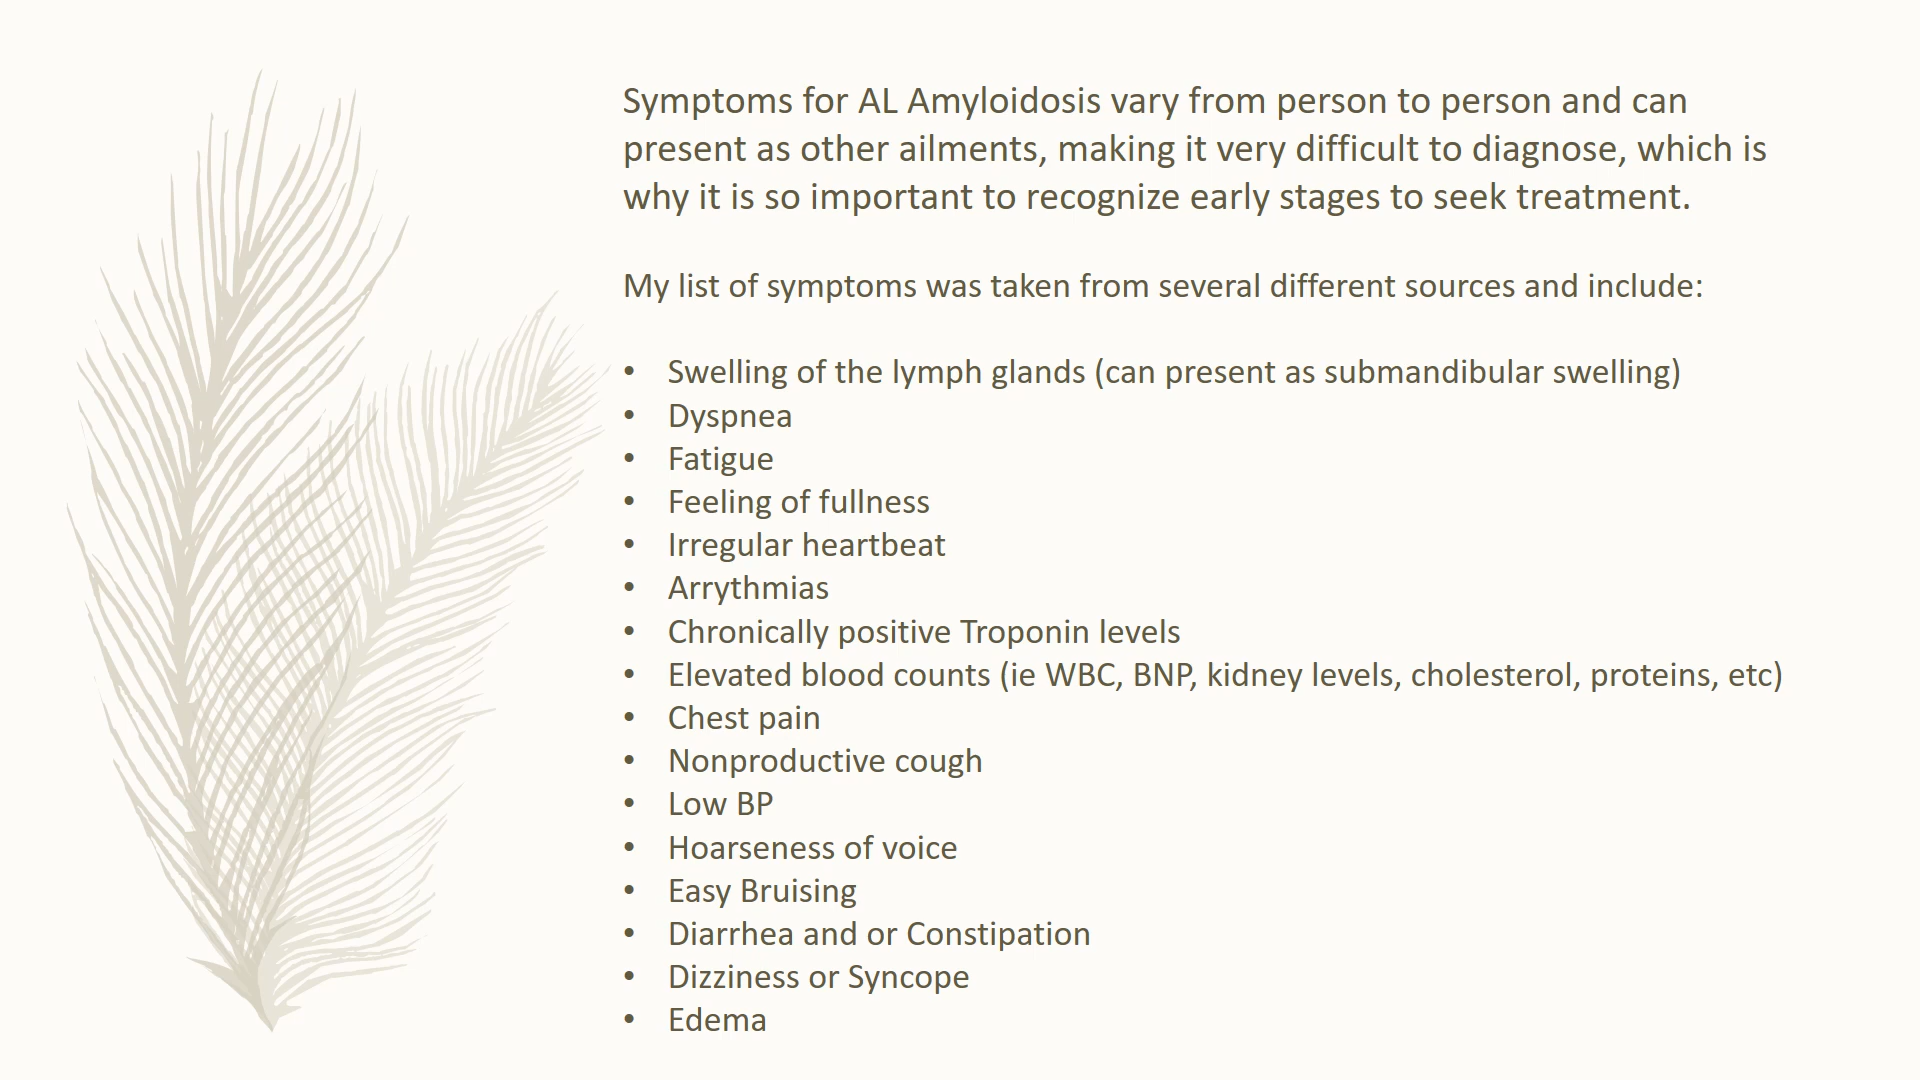 Symptoms for AL Amyloidosis vary from person to person and can
present as other ailments, making it very difficult to diagnose, which is
why it is so important to recognize early stages to seek treatment.
My list of symptoms was taken from several different sources and include:
• Swelling of the lymph glands (can present as submandibular swelling)
• Dyspnea
• Fatigue
• Feeling of fullness
• Irregular heartbeat
• Arrythmias
• Chronically positive Troponin levels
• Elevated blood counts (ie WBC, BNP, kidney levels, cholesterol, proteins, etc)
• Chest pain
• Nonproductive cough
• Low BP
• Hoarseness of voice
• Easy Bruising
• Diarrhea and or Constipation
• Dizziness or Syncope
• Edema